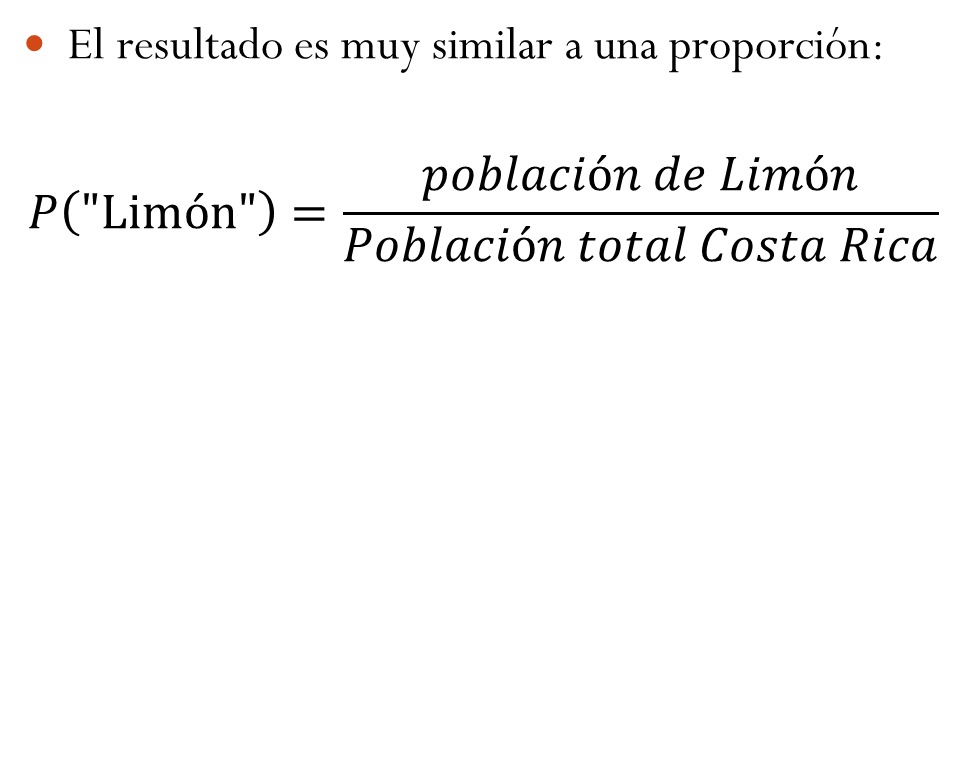 • El resultado es muy similar a una proporción:
P("Limón") = población de Limón / Población total Costa Rica